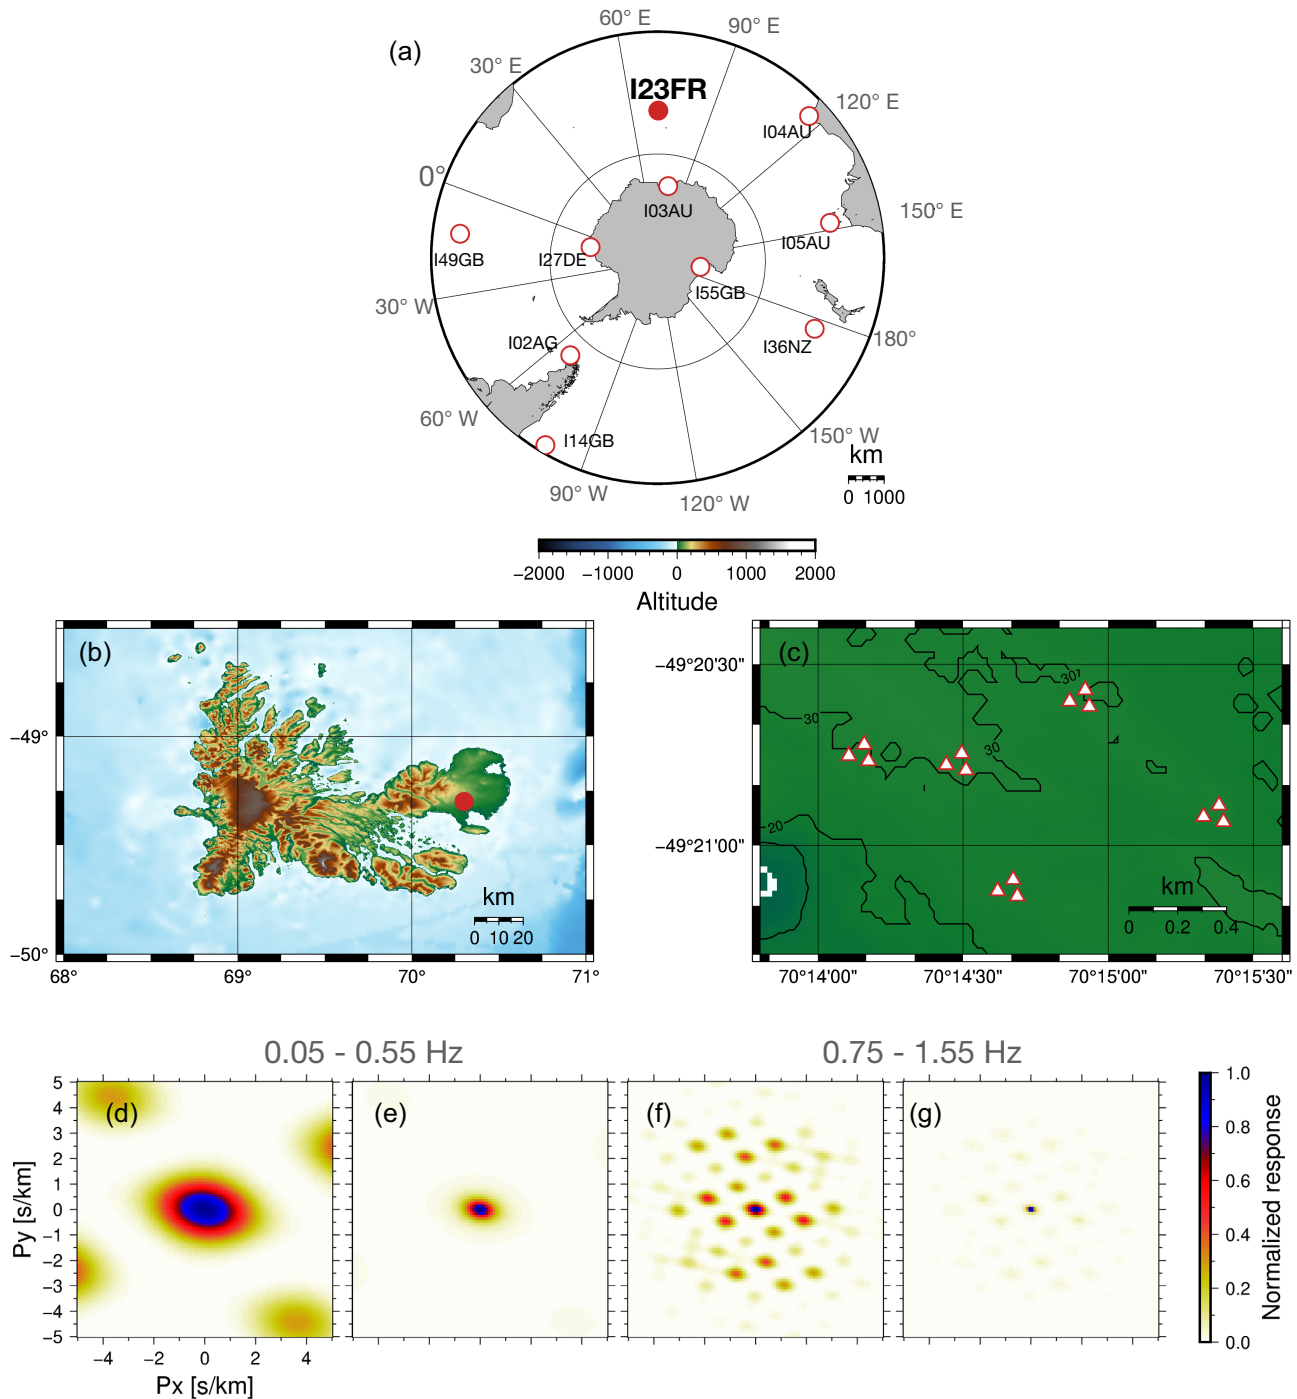 (a)
60° E
90° E
30° E
I23FR
120° E
I04AU
0°
I03AU
150° E
I05AU
I49GB
I27DE
I55GB
30° W
I02AG
I36NZ
180°
60° W
I14GB
150° W
km
90° W
120° W
0 1000
−2000 −1000 0 1000 2000
Altitude
(b)
−49°
−50°
km
0 10 20
68° 69° 70° 71°
(c)
−49°20'30"
−49°21'00"
30
30
30
20
km
0 0.2 0.4
70°14'00" 70°14'30" 70°15'00" 70°15'30"
0.05 - 0.55 Hz
0.75 - 1.55 Hz
(d)
(e)
(f)
(g)
5
4
3
2
1
0
−1
−2
−3
−4
−5
Py [s/km]
−4 −2 0 2 4
Px [s/km]
1.0
0.8
0.6
0.4
0.2
0.0
Normalized response